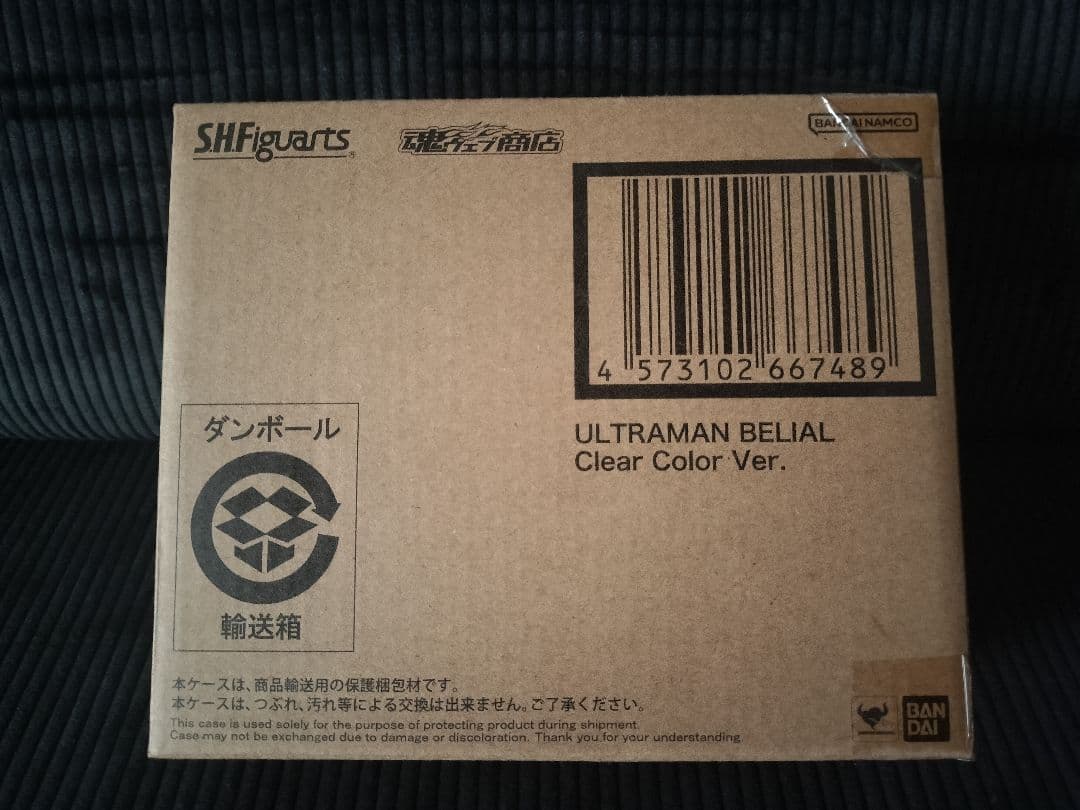 S.H.Figuarts
魂ウェブ商店
BANDAI NAMCO
4 573102 667489
ULTRAMAN BELIAL
Clear Color Ver.
ダンボール
輸送箱
本ケースは、商品輸送用の保護梱包材です。
本ケースは、つぶれ、汚れ等による交換は出来ません。ご了承ください。
This case is used solely for the purpose of protecting product during shipment.
Case may not be exchanged due to damage or discoloration. Thank you for your understanding.
BAN
DAI